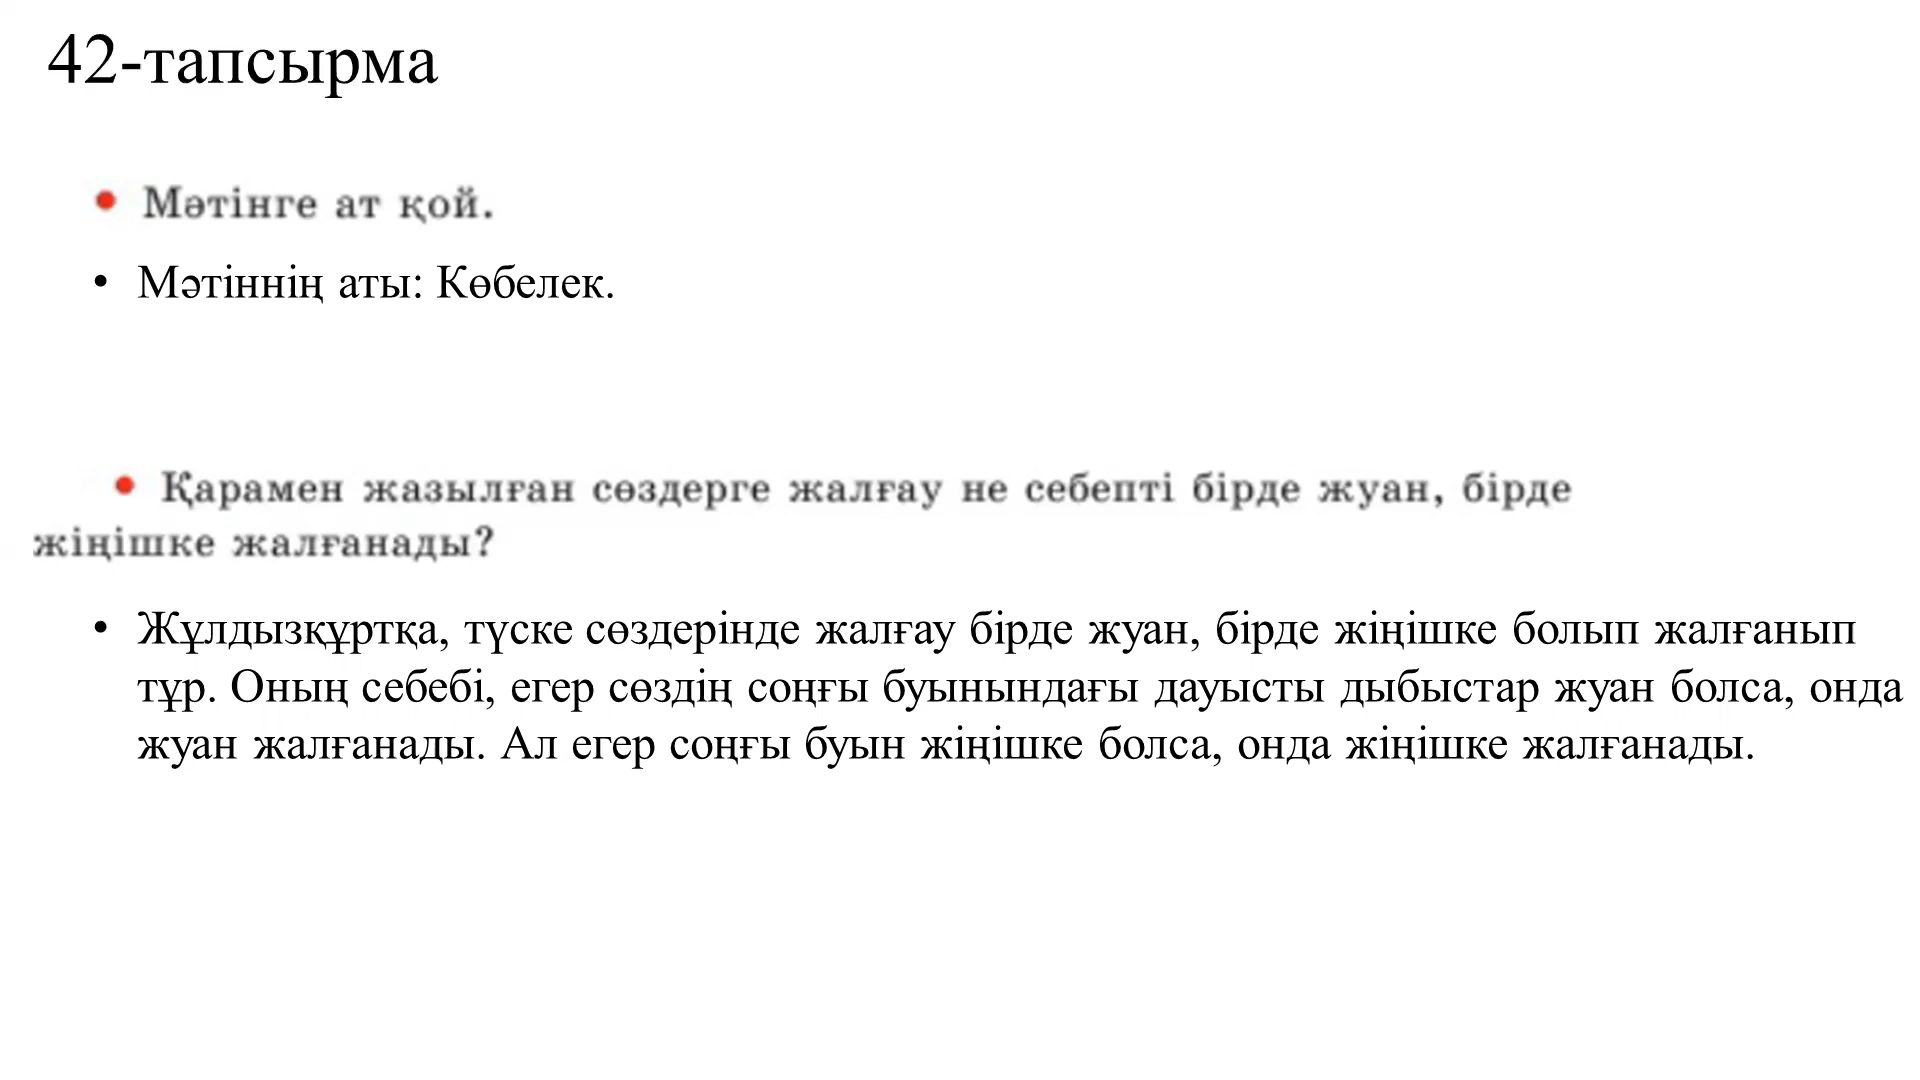 42-тапсырма
• Мәтінге ат қой.
• Мәтіннің аты: Көбелек.
• Қарамен жазылған сөздерге жалғау не себепті бірде жуан, бірде
жіңішке жалғанады?
• Жұлдызқұртқа, түске сөздерінде жалғау бірде жуан, бірде жіңішке болып жалғанып
тұр. Оның себебі, егер сөздің соңғы буынындағы дауысты дыбыстар жуан болса, онда
жуан жалғанады. Ал егер соңғы буын жіңішке болса, онда жіңішке жалғанады.